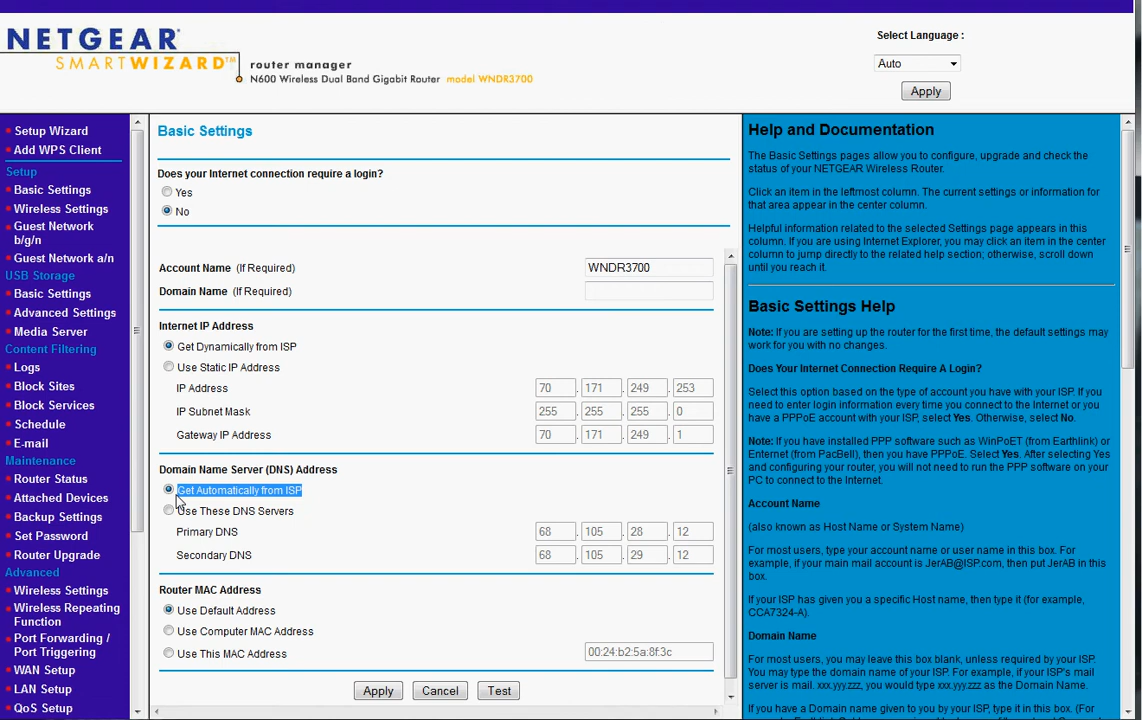 NETGEAR®
SMARTWIZARD™
router manager
N600 Wireless Dual Band Gigabit Router model WNDR3700
Select Language :
Auto
Apply
Setup Wizard
Add WPS Client
Setup
Basic Settings
Wireless Settings
Guest Network
b/g/n
Guest Network a/n
USB Storage
Basic Settings
Advanced Settings
Media Server
Content Filtering
Logs
Block Sites
Block Services
Schedule
E-mail
Maintenance
Router Status
Attached Devices
Backup Settings
Set Password
Router Upgrade
Advanced
Wireless Settings
Wireless Repeating
Function
Port Forwarding /
Port Triggering
WAN Setup
LAN Setup
QoS Setup
Basic Settings
Does your Internet connection require a login?
Yes
No
Account Name (If Required) WNDR3700
Domain Name (If Required)
Internet IP Address
Get Dynamically from ISP
Use Static IP Address
IP Address 70 . 171 . 249 . 253
IP Subnet Mask 255 . 255 . 255 . 0
Gateway IP Address 70 . 171 . 249 . 1
Domain Name Server (DNS) Address
Get Automatically from ISP
Use These DNS Servers
Primary DNS 68 . 105 . 28 . 12
Secondary DNS 68 . 105 . 29 . 12
Router MAC Address
Use Default Address
Use Computer MAC Address
Use This MAC Address 00:24:b2:5a:8f:3c
Apply Cancel Test
Help and Documentation
The Basic Settings pages allow you to configure, upgrade and check the
status of your NETGEAR Wireless Router.
Click an item in the leftmost column. The current settings or information for
that area appear in the center column.
Helpful information related to the selected Settings page appears in this
column. If you are using Internet Explorer, you may click an item in the center
column to jump directly to the related help section; otherwise, scroll down
until you reach it.
Basic Settings Help
Note: If you are setting up the router for the first time, the default settings may
work for you with no changes.
Does Your Internet Connection Require A Login?
Select this option based on the type of account you have with your ISP. If you
need to enter login information every time you connect to the Internet or you
have a PPPoE account with your ISP, select Yes. Otherwise, select No.
Note: If you have installed PPP software such as WinPoET (from Earthlink) or
Enternet (from PacBell), then you have PPPoE. Select Yes. After selecting Yes
and configuring your router, you will not need to run the PPP software on your
PC to connect to the Internet.
Account Name
(also known as Host Name or System Name)
For most users, type your account name or user name in this box. For
example, if your main mail account is JerAB@ISP.com, then put JerAB in this
box.
If your ISP has given you a specific Host name, then type it (for example,
CCA7324-A).
Domain Name
For most users, you may leave this box blank, unless required by your ISP.
You may type the domain name of your ISP. For example, if your ISP's mail
server is mail. xxx.yyy.zzz, you would type xxx.yyy.zzz as the Domain Name.
If you have a Domain name given to you by your ISP, type it in this box. (For